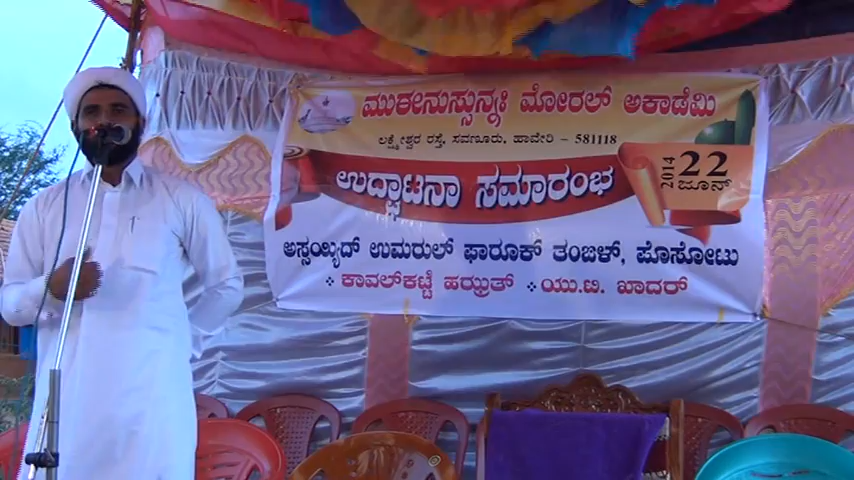 ಮುಈನುಸ್ಸುನ್ನಃ ಮೋರಲ್ ಅಕಾಡೆಮಿ
ಲಕ್ಷ್ಮೇಶ್ವರ ರಸ್ತೆ, ಸವಣೂರು, ಹಾವೇರಿ – 581118
ಉದ್ಘಾಟನಾ ಸಮಾರಂಭ
2014 22 ಜೂನ್
ಅಸ್ಸಯ್ಯಿದ್ ಉಮರುಲ್ ಫಾರೂಕ್ ತಂಙಳ್, ಪೊಸೋಟು
• ಕಾವಲ್‌ಕಟ್ಟೆ ಹಝ್ರತ್ • ಯು.ಟಿ. ಖಾದರ್